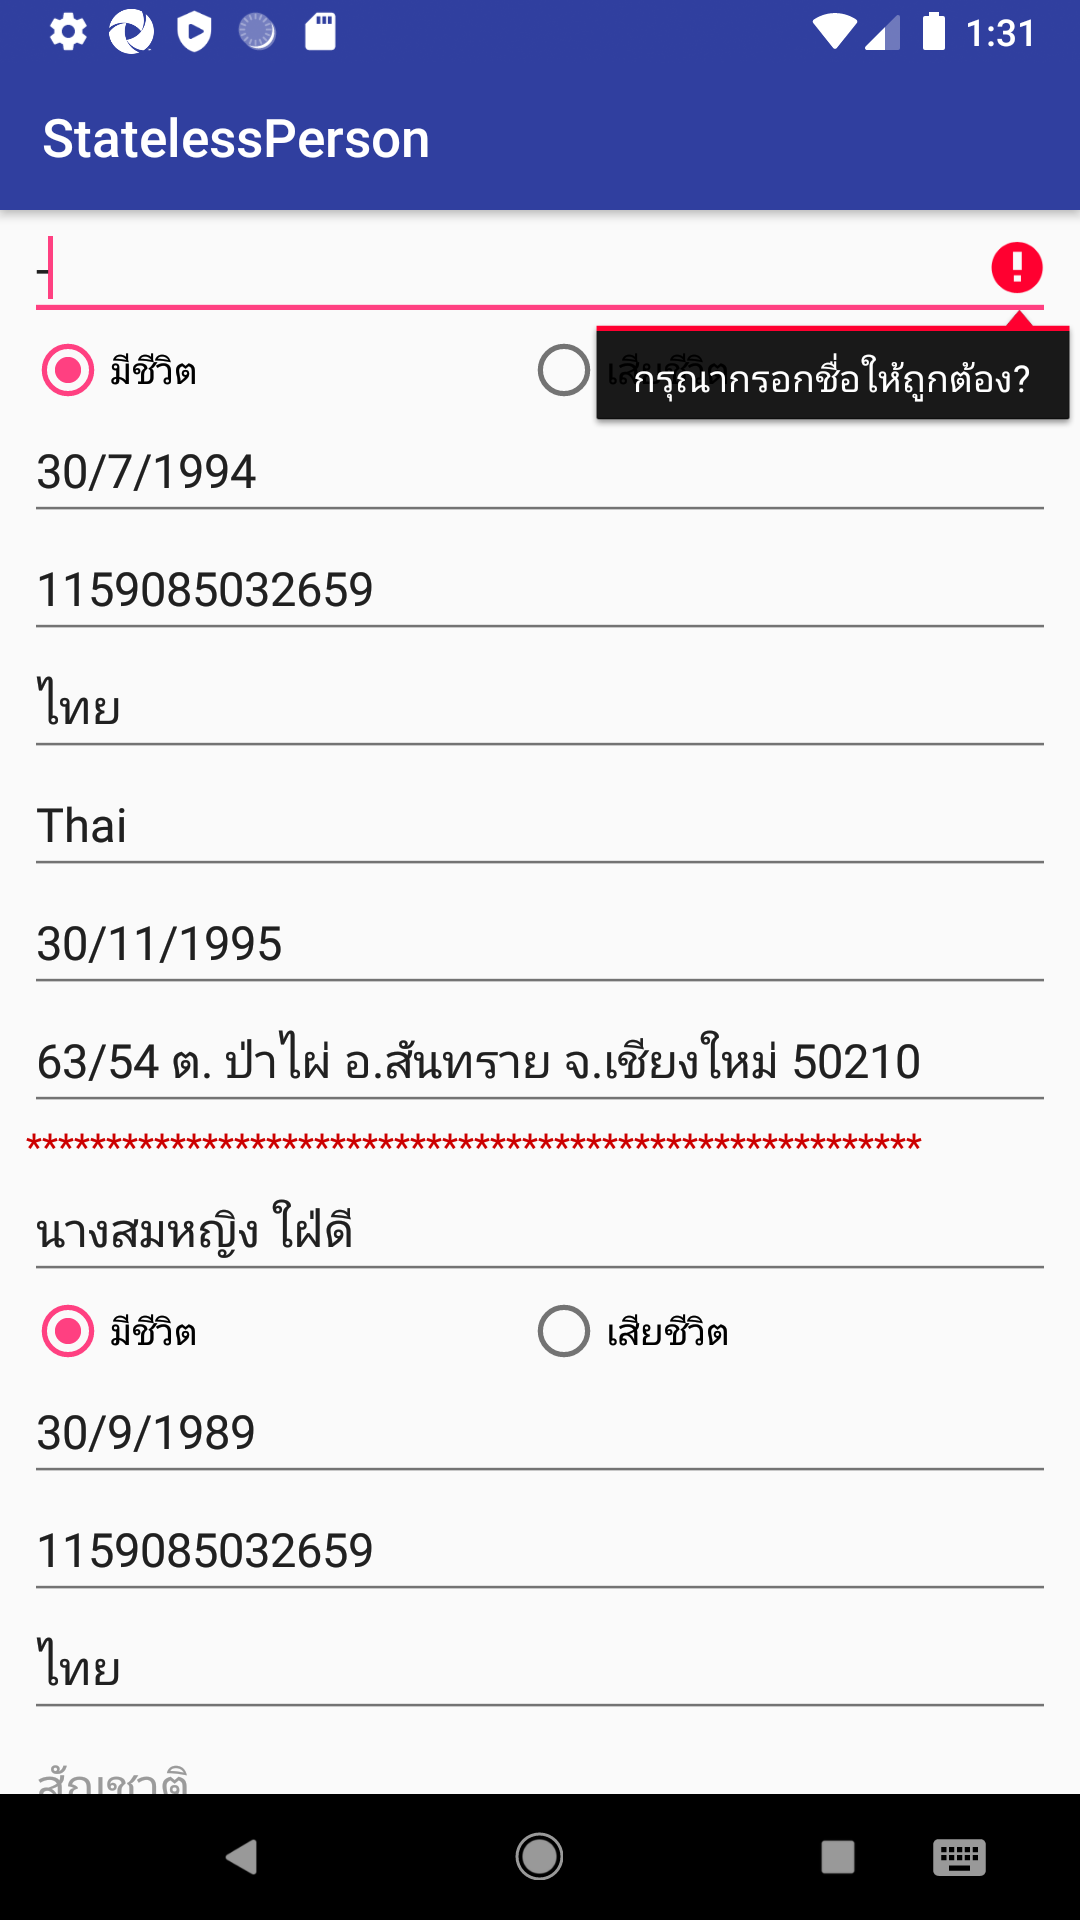 1:31
StatelessPerson
-
มีชีวิต
เสียชีวิต
กรุณากรอกชื่อให้ถูกต้อง?
30/7/1994
1159085032659
ไทย
Thai
30/11/1995
63/54 ต. ป่าไผ่ อ.สันทราย จ.เชียงใหม่ 50210
********************************************************
นางสมหญิง ใฝ่ดี
มีชีวิต
เสียชีวิต
30/9/1989
1159085032659
ไทย
สัญชาติ